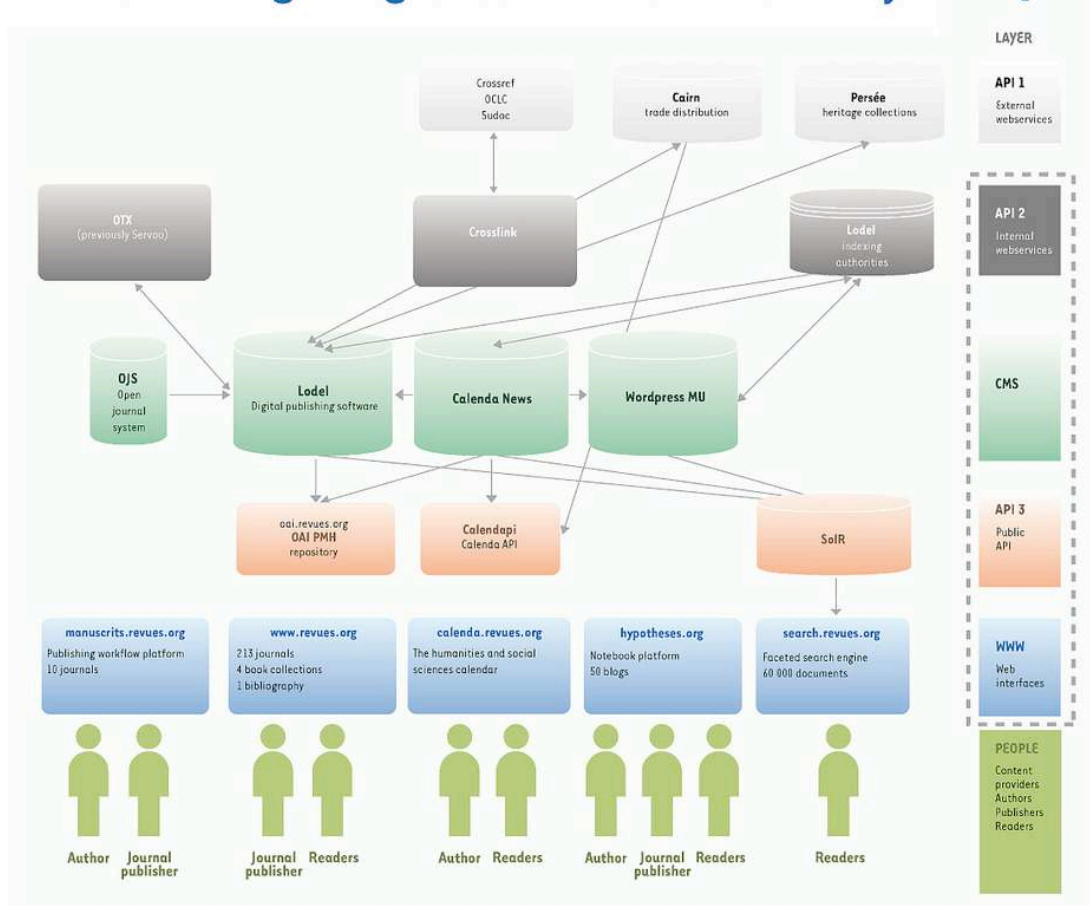 LAYER
Crossref
OCLC
Sudoc
Cairn
trade distribution
Persée
heritage collections
API 1
External
webservices
OTX
(previously Servoo)
Crosslink
Lodel
indexing
authorities
API 2
Internal
webservices
OJS
Open
journal
system
Lodel
Digital publishing software
Calenda News
Wordpress MU
CMS
oai.revues.org
OAI PMH
repository
Calendapi
Calenda API
SolR
API 3
Public
API
manuscrits.revues.org
Publishing workflow platform
10 journals
www.revues.org
213 journals
4 book collections
1 bibliography
calenda.revues.org
The humanities and social
sciences calendar
hypotheses.org
Notebook platform
50 blogs
search.revues.org
Faceted search engine
60 000 documents
WWW
Web
interfaces
PEOPLE
Content
providers
Authors
Publishers
Readers
Author
Journal
publisher
Journal
publisher
Readers
Author
Readers
Author
Journal
publisher
Readers
Readers